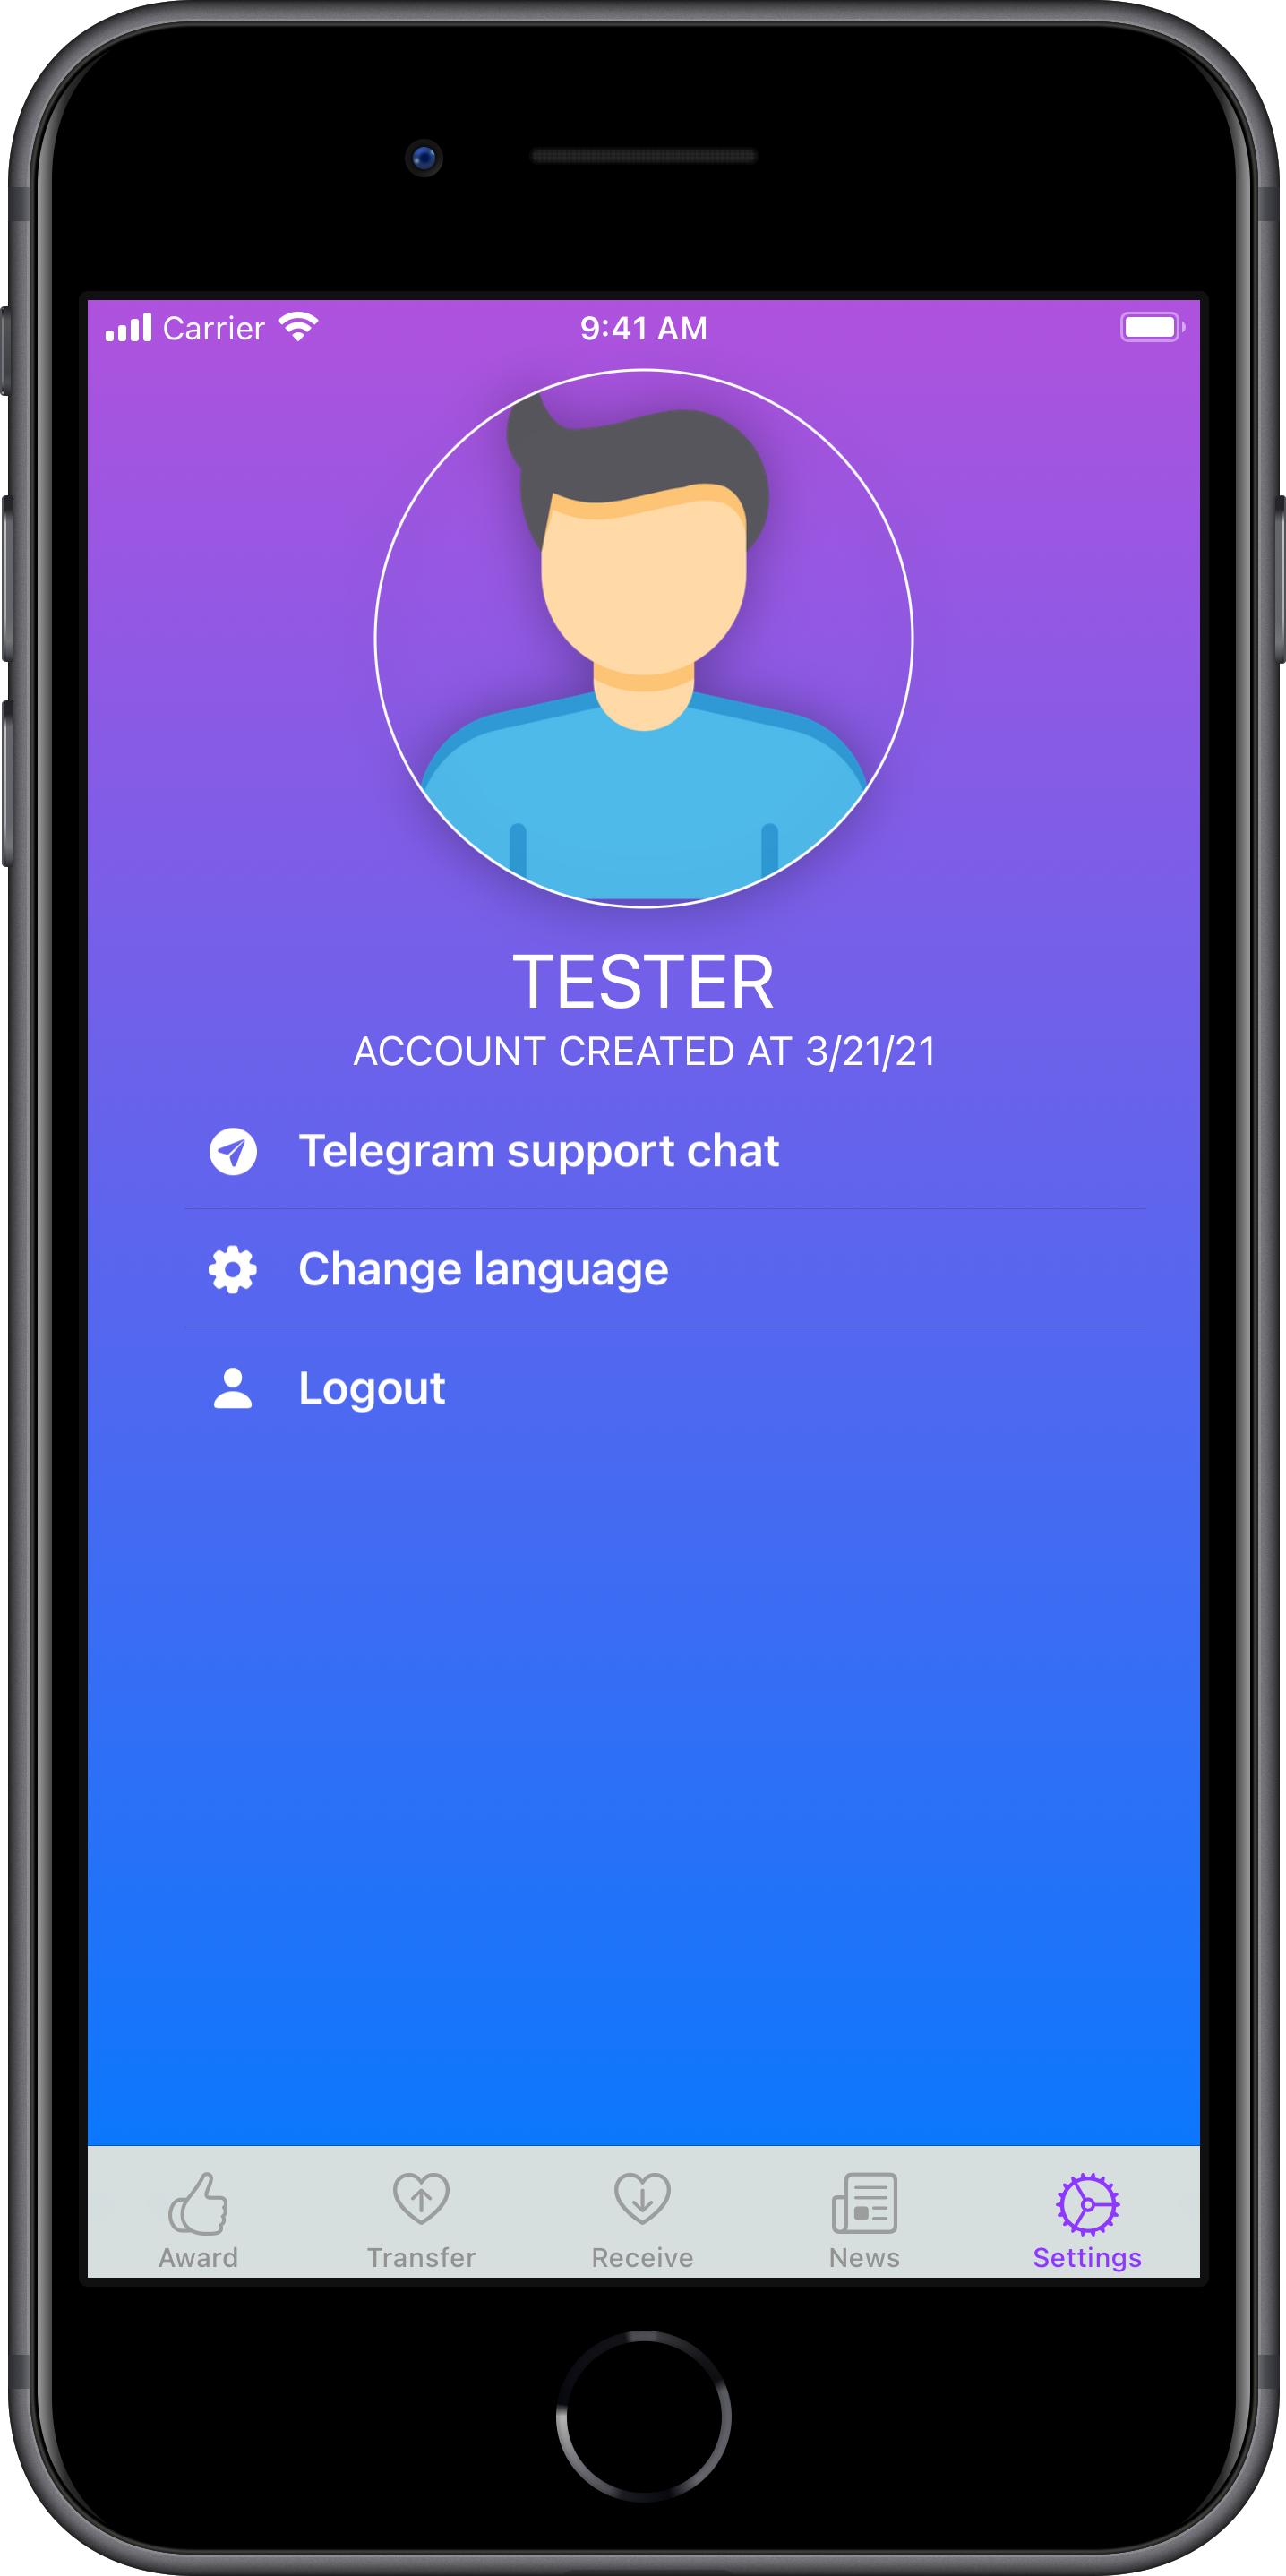 Carrier 9:41 AM
TESTER
ACCOUNT CREATED AT 3/21/21
Telegram support chat
Change language
Logout
Award Transfer Receive News Settings